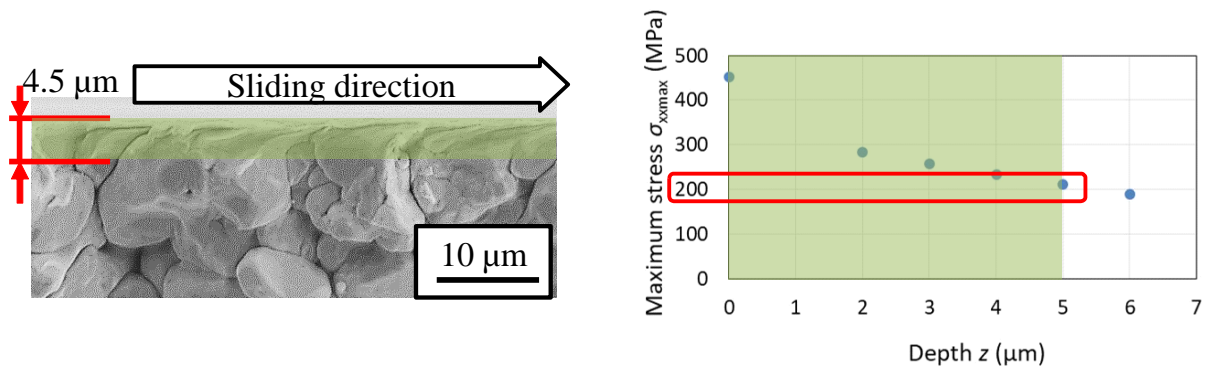 4.5 μm
Sliding direction
10 μm
Maximum stress σxxmax (MPa)
500
400
300
200
100
0
0 1 2 3 4 5 6 7
Depth z (μm)